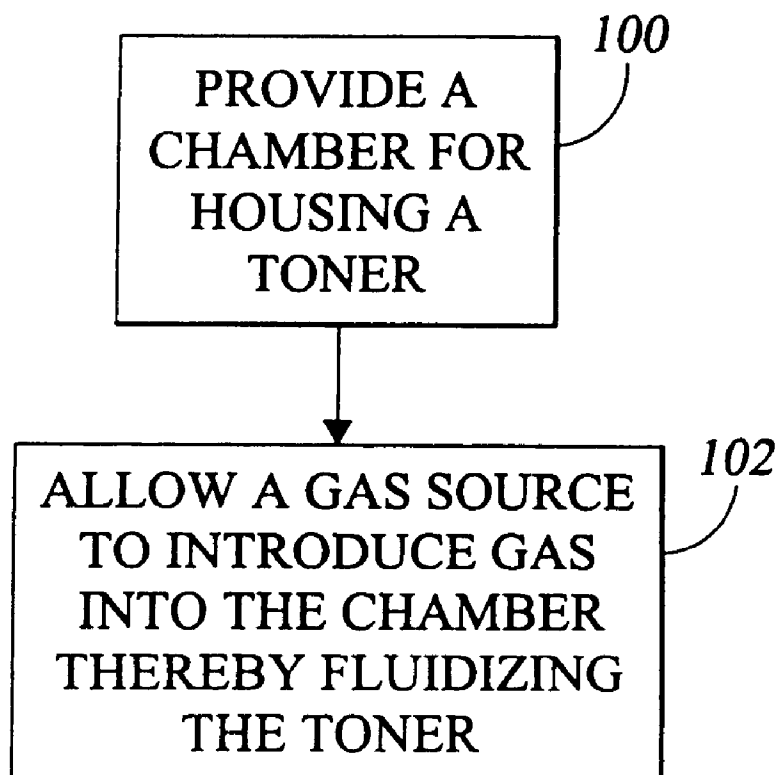 100
PROVIDE A
CHAMBER FOR
HOUSING A
TONER
102
ALLOW A GAS SOURCE
TO INTRODUCE GAS
INTO THE CHAMBER
THEREBY FLUIDIZING
THE TONER